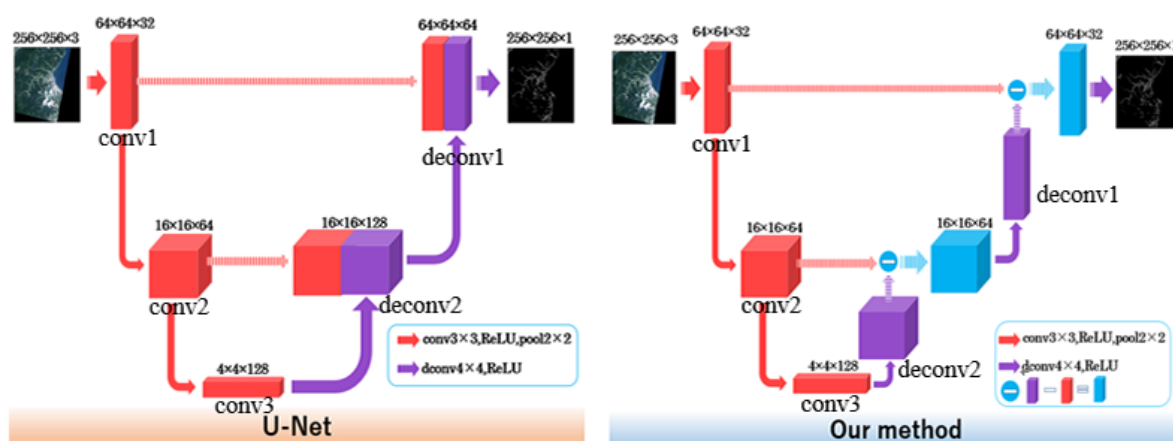 64×64×32
256×256×3
64×64×64
256×256×1
conv1
deconv1
16×16×64
16×16×128
conv2
deconv2
conv3×3,ReLU,pool2×2
dconv4×4,ReLU
4×4×128
conv3
U-Net
64×64×32
256×256×3
64×64×32
256×256×1
conv1
deconv1
16×16×64
16×16×64
conv2
deconv2
conv3×3,ReLU,pool2×2
dconv4×4,ReLU
4×4×128
conv3
Our method